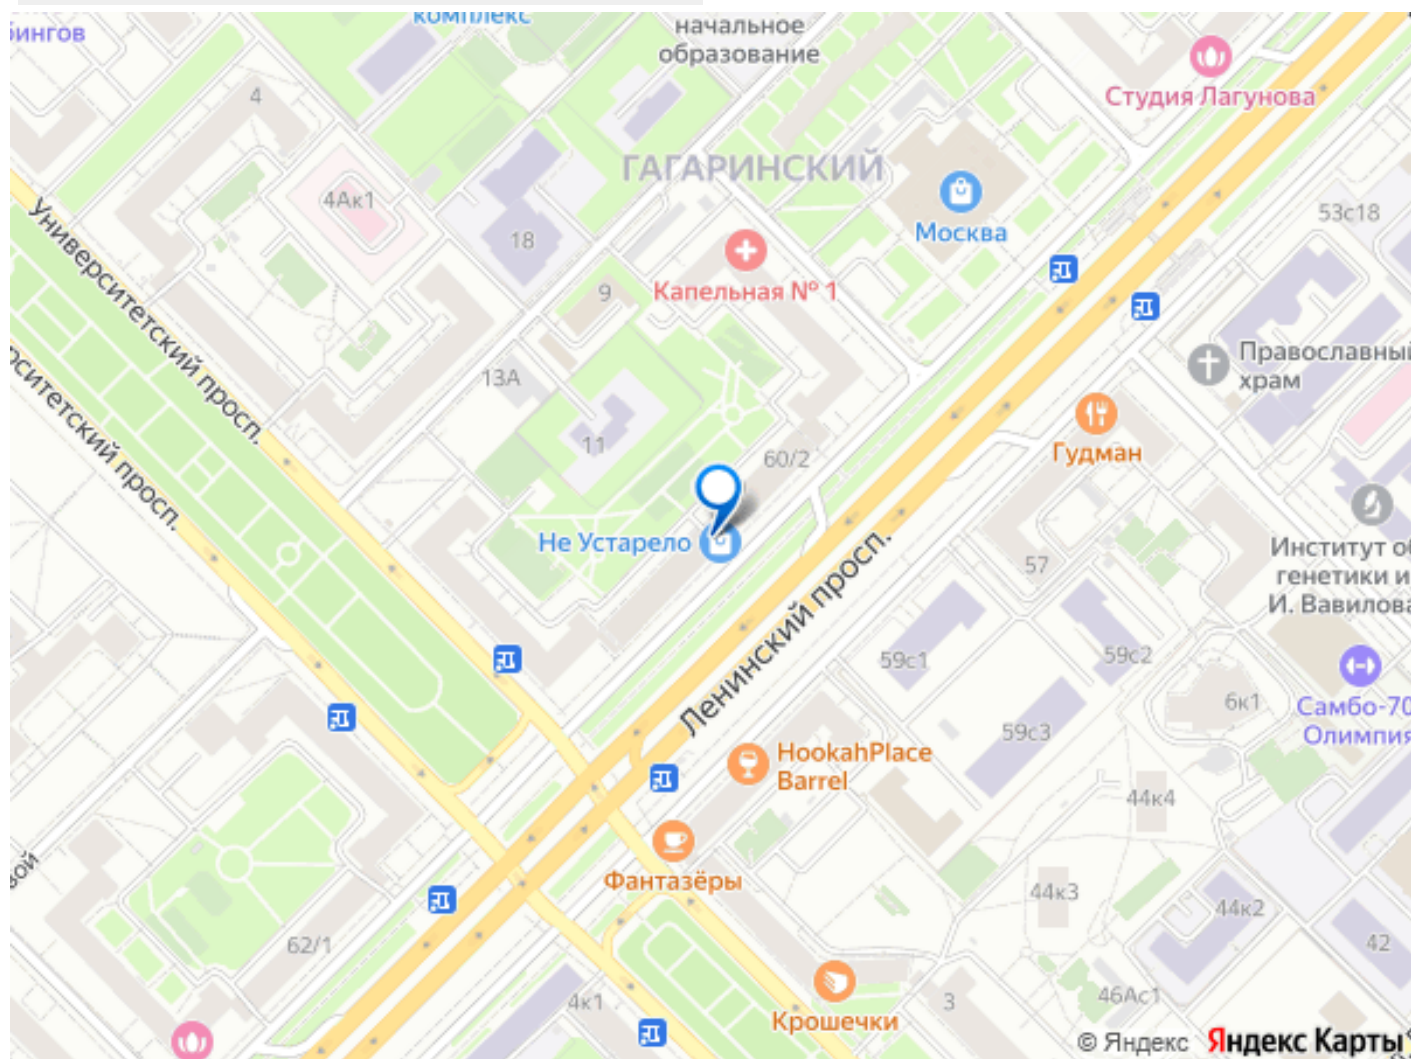 комплекс
бингов
начальное
образование
Студия Лагунова
4
ГАГАРИНСКИЙ
4Ак1
18
Москва
53с18
Университетский просп.
Капельная № 1
9
Православный
храм
13А
Гудман
рситетский просп.
11
60/2
Не Устарело
Институт об
генетики и
И. Вавилова
57
Ленинский просп.
59с1
59с2
6к1
Самбо-70
Олимпия
59с3
HookahPlace
Barrel
44к4
Фантазёры
вой
44к3
44к2
62/1
42
4к1
3
46Ас1
Крошечки
© Яндекс Яндекс Карты